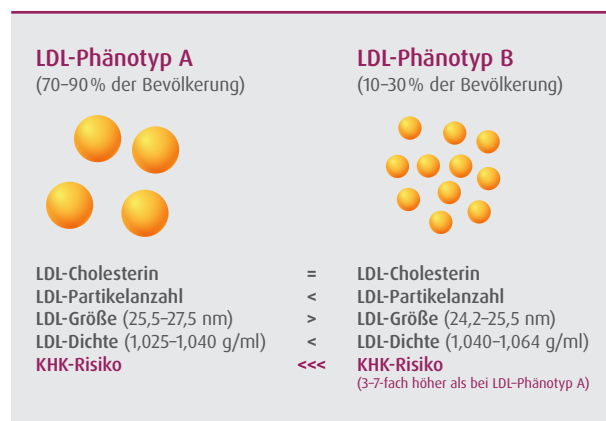 LDL-Phänotyp A
(70–90 % der Bevölkerung)
LDL-Phänotyp B
(10–30 % der Bevölkerung)
LDL-Cholesterin = LDL-Cholesterin
LDL-Partikelanzahl < LDL-Partikelanzahl
LDL-Größe (25,5–27,5 nm) > LDL-Größe (24,2–25,5 nm)
LDL-Dichte (1,025–1,040 g/ml) < LDL-Dichte (1,040–1,064 g/ml)
KHK-Risiko <<< KHK-Risiko
(3–7-fach höher als bei LDL–Phänotyp A)